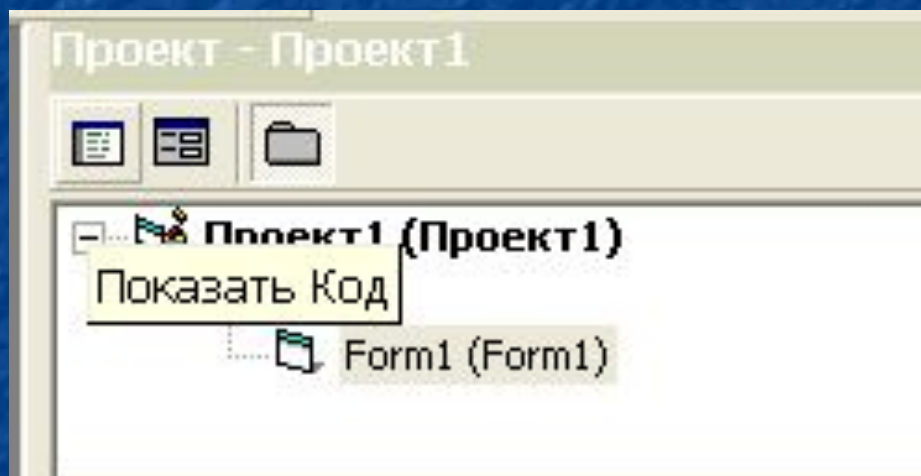 Проект - Проект1
Проект1 (Проект1)
Показать Код
Form1 (Form1)